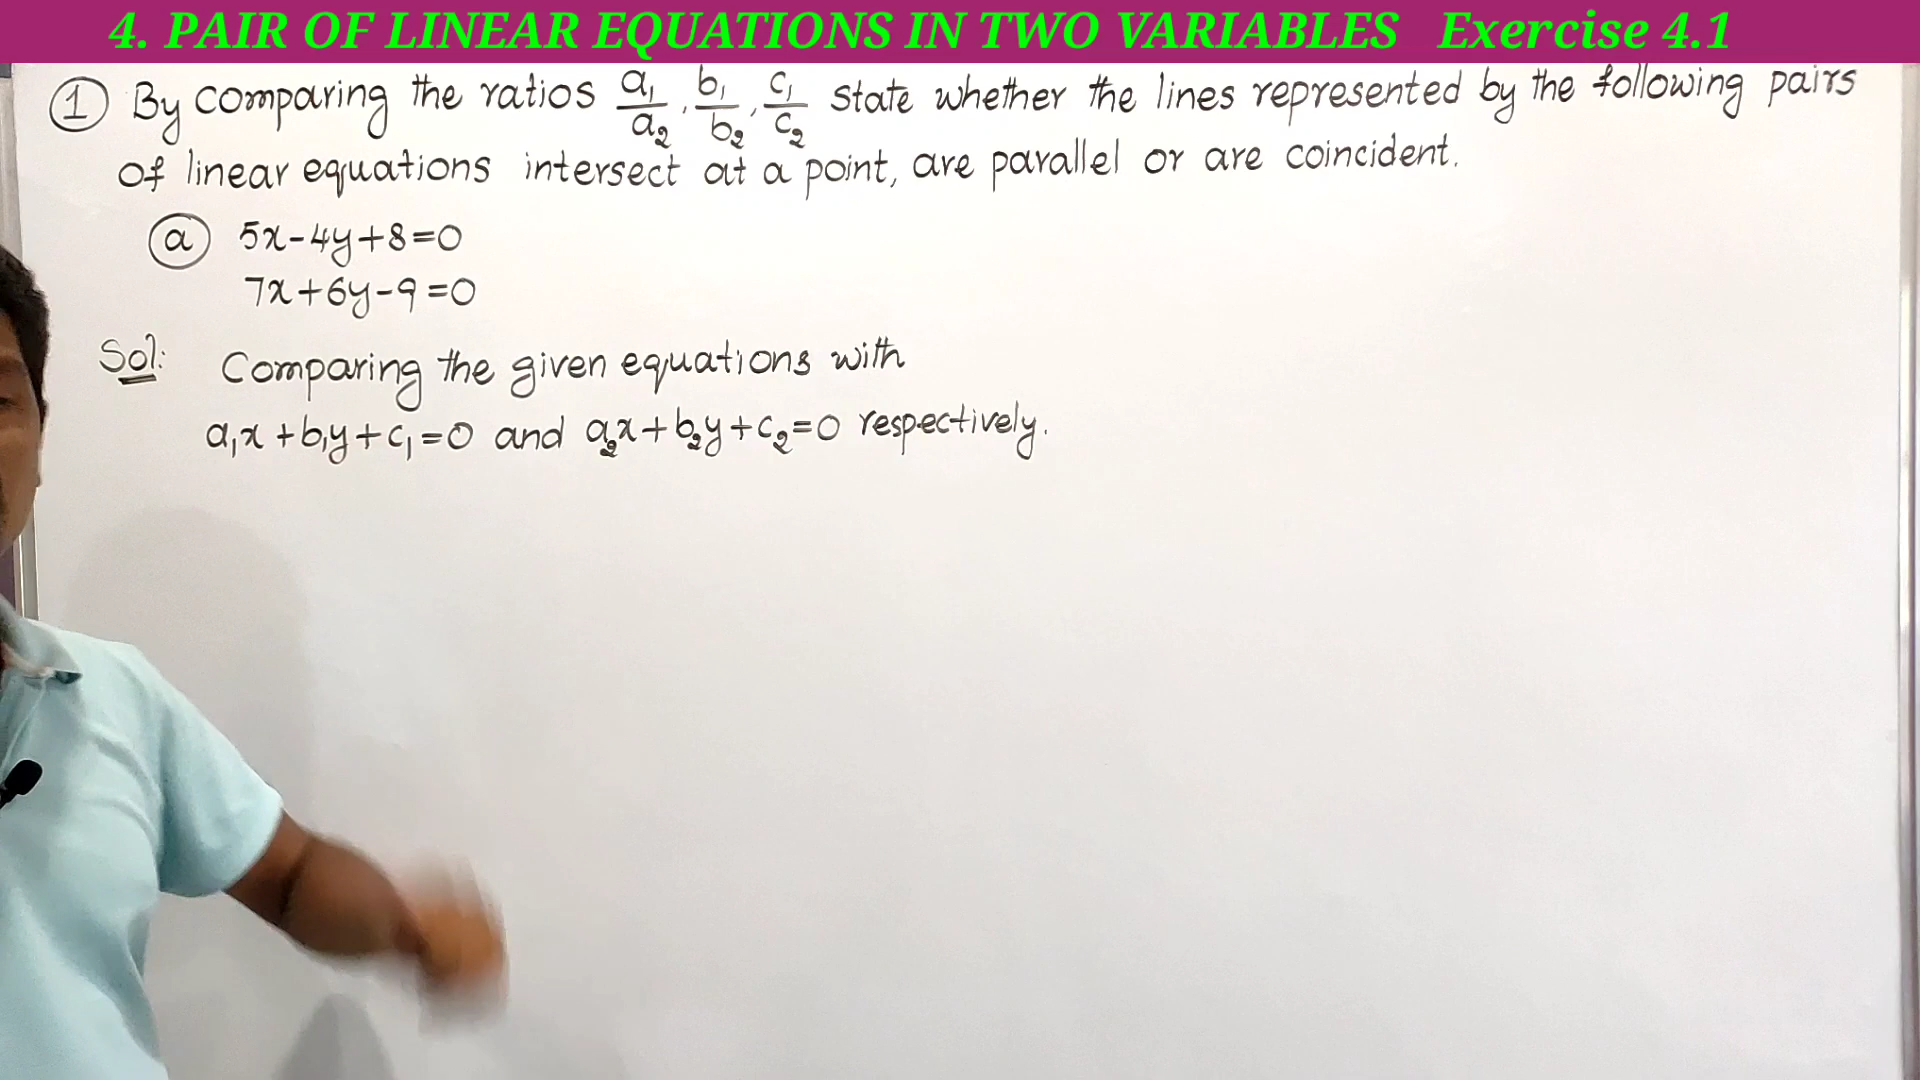 4. PAIR OF LINEAR EQUATIONS IN TWO VARIABLES Exercise 4.1
① By comparing the ratios a₁/a₂, b₁/b₂, c₁/c₂ state whether the lines represented by the following pairs
of linear equations intersect at a point, are parallel or are coincident.
ⓐ 5x-4y+8=0
7x+6y-9=0
Sol: Comparing the given equations with
a₁x+b₁y+c₁=0 and a₂x+b₂y+c₂=0 respectively.